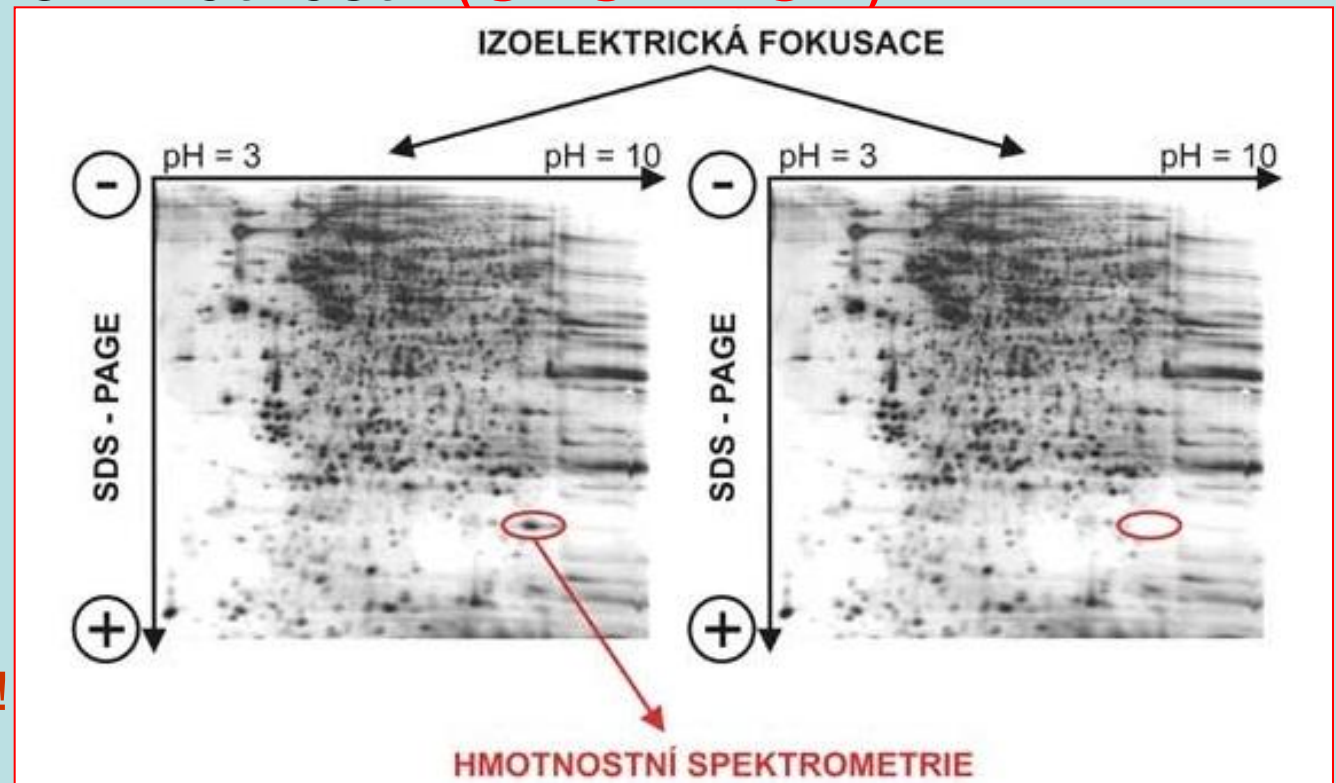 IZOELEKTRICKÁ FOKUSACE
pH = 3 pH = 10 pH = 3 pH = 10
-
-
SDS - PAGE
SDS - PAGE
+
+
!
HMOTNOSTNÍ SPEKTROMETRIE